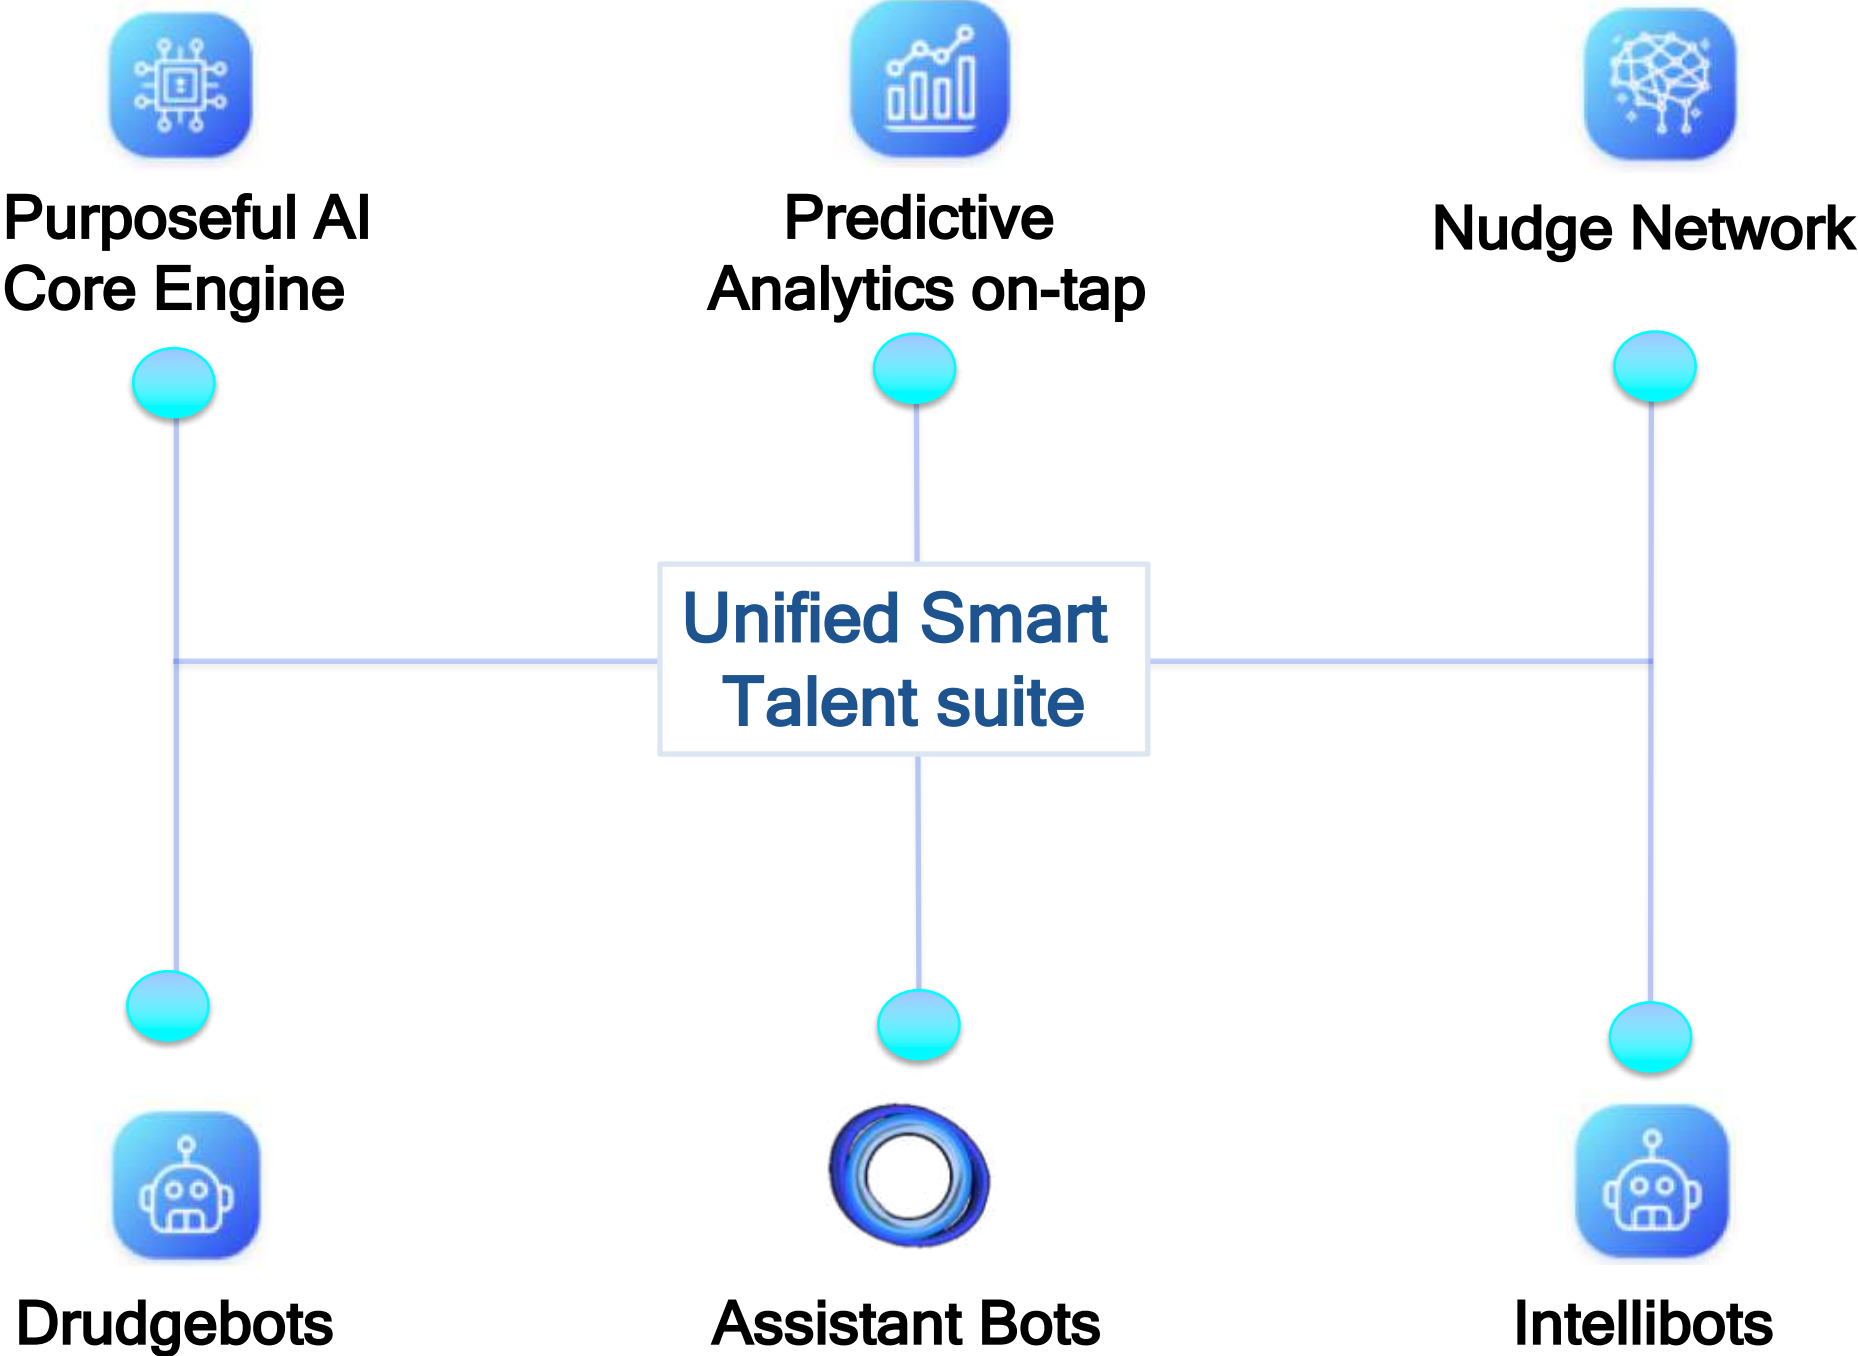 Purposeful AI
Core Engine
Predictive
Analytics on-tap
Nudge Network
Unified Smart
Talent suite
Drudgebots
Assistant Bots
Intellibots